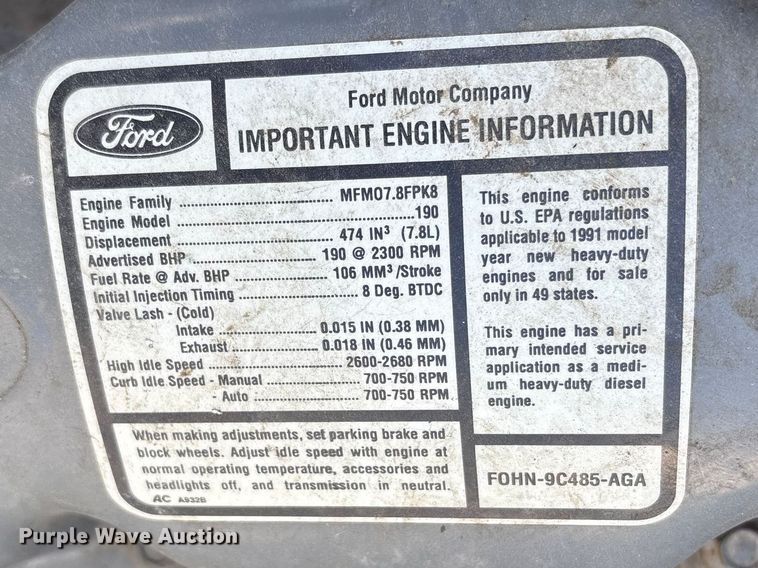 Ford
Ford Motor Company
IMPORTANT ENGINE INFORMATION
Engine Family ........ MFM07.8FPK8
Engine Model ........ 190
Displacement ........ 474 IN³ (7.8L)
Advertised BHP ........ 190 @ 2300 RPM
Fuel Rate @ Adv. BHP ........ 106 MM³/Stroke
Initial Injection Timing ........ 8 Deg. BTDC
Valve Lash - (Cold)
Intake ........ 0.015 IN (0.38 MM)
Exhaust ........ 0.018 IN (0.46 MM)
High Idle Speed ........ 2600-2680 RPM
Curb Idle Speed - Manual ........ 700-750 RPM
- Auto ........ 700-750 RPM
This engine conforms
to U.S. EPA regulations
applicable to 1991 model
year new heavy-duty
engines and for sale
only in 49 states.
This engine has a pri-
mary intended service
application as a medi-
um heavy-duty diesel
engine.
When making adjustments, set parking brake and
block wheels. Adjust idle speed with engine at
normal operating temperature, accessories and
headlights off, and transmission in neutral.
AC A932B
F0HN-9C485-AGA
Purple Wave Auction